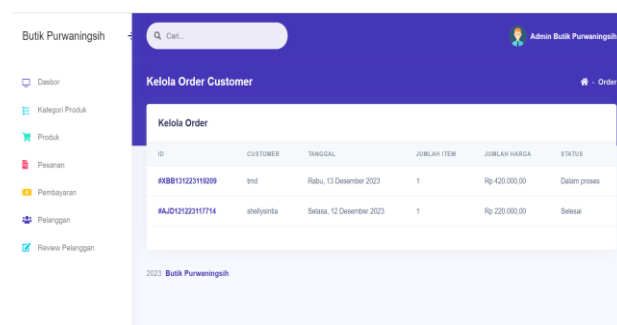 Butik Purwaningsih
Cari...
Admin Butik Purwaningsih
Dasbor
Kategori Produk
Produk
Pesanan
Pembayaran
Pelanggan
Review Pelanggan
Kelola Order Customer
- Order
Kelola Order
ID CUSTOMER TANGGAL JUMLAH ITEM JUMLAH HARGA STATUS
#XBB131223119209 tmd Rabu, 13 Desember 2023 1 Rp 420.000,00 Dalam proses
#AJD121223117714 shellysintia Selasa, 12 Desember 2023 1 Rp 220.000,00 Selesai
2023 Butik Purwaningsih